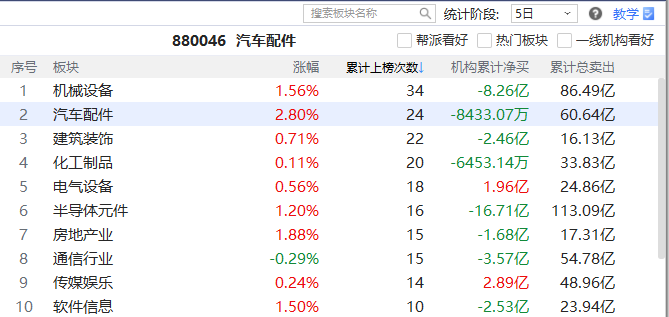 搜索板块名称 统计阶段: 5日 ? 教学
880046 汽车配件 帮派看好 热门板块 一线机构看好
序号 板块 涨幅 累计上榜次数↓ 机构累计净买 累计总卖出
1 机械设备 1.56% 34 -8.26亿 86.49亿
2 汽车配件 2.80% 24 -8433.07万 60.64亿
3 建筑装饰 0.71% 22 -2.46亿 16.13亿
4 化工制品 0.11% 20 -6453.14万 33.83亿
5 电气设备 0.56% 18 1.96亿 24.86亿
6 半导体元件 1.20% 16 -16.71亿 113.09亿
7 房地产业 1.88% 15 -1.68亿 17.31亿
8 通信行业 -0.29% 15 -3.57亿 54.78亿
9 传媒娱乐 0.24% 14 2.89亿 48.96亿
10 软件信息 1.50% 10 -2.53亿 23.94亿